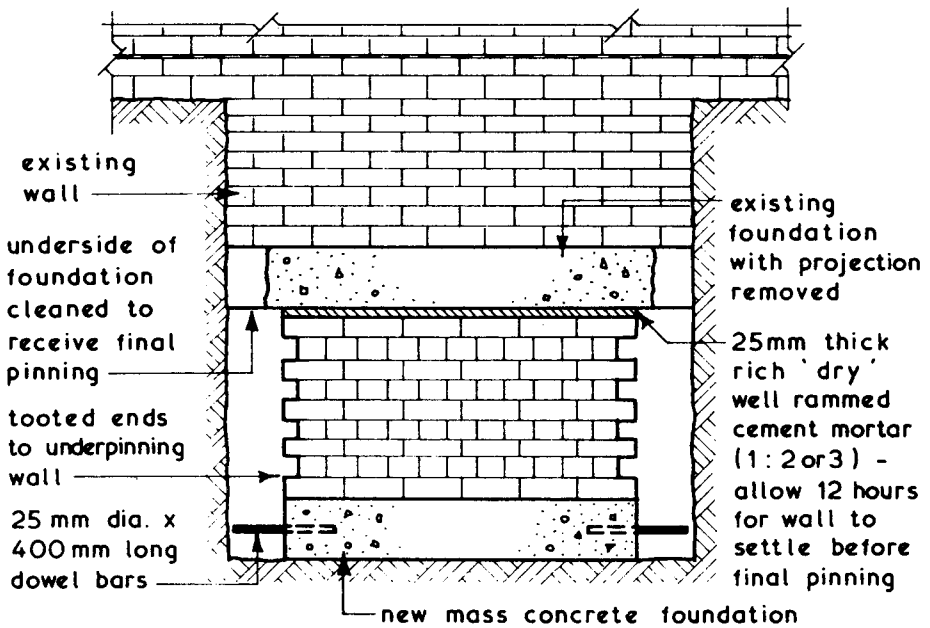 existing
wall
underside of
foundation
cleaned to
receive final
pinning
tooted ends
to underpinning
wall
25 mm dia. x
400 mm long
dowel bars
existing
foundation
with projection
removed
25mm thick
rich 'dry'
well rammed
cement mortar
(1 : 2 or 3) -
allow 12 hours
for wall to
settle before
final pinning
new mass concrete foundation